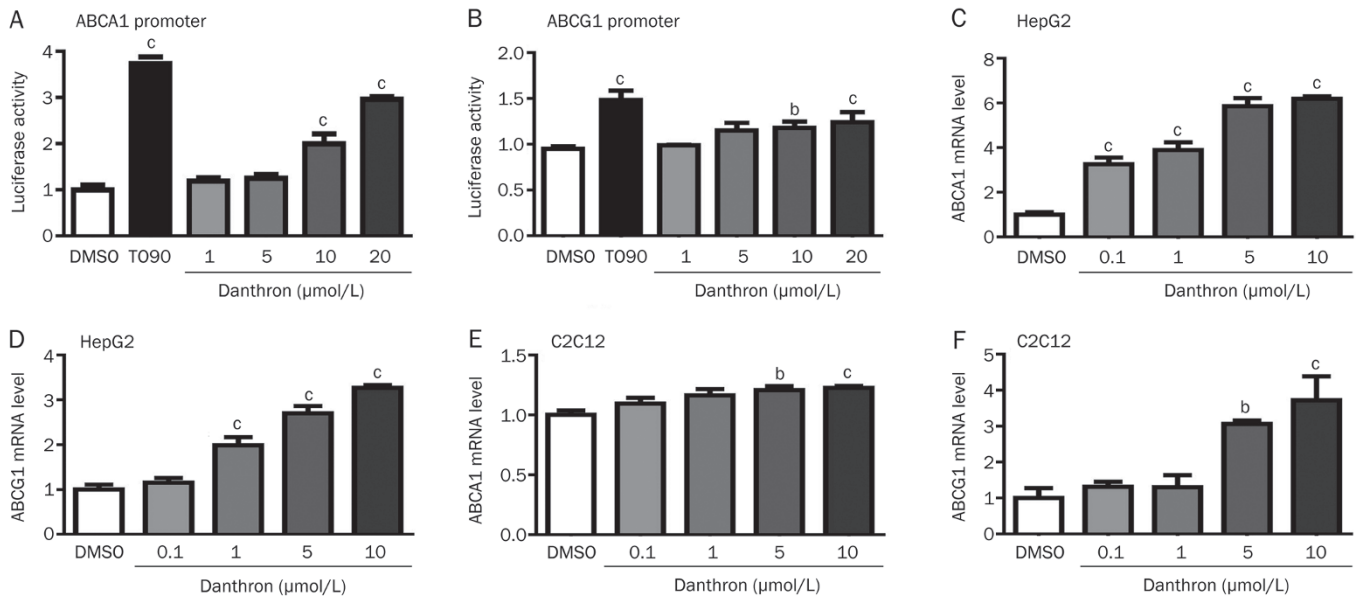 A
ABCA1 promoter
Luciferase activity
4
3
2
1
0
c
c
c
DMSO
TO90
1
5
10
20
Danthron (μmol/L)
B
ABCG1 promoter
Luciferase activity
2.0
1.5
1.0
0.5
0.0
c
b
c
DMSO
TO90
1
5
10
20
Danthron (μmol/L)
C
HepG2
ABCA1 mRNA level
8
6
4
2
0
c
c
c
c
DMSO
0.1
1
5
10
Danthron (μmol/L)
D
HepG2
ABCG1 mRNA level
4
3
2
1
0
c
c
c
DMSO
0.1
1
5
10
Danthron (μmol/L)
E
C2C12
ABCA1 mRNA level
1.5
1.0
0.5
0.0
b
c
DMSO
0.1
1
5
10
Danthron (μmol/L)
F
C2C12
ABCG1 mRNA level
5
4
3
2
1
0
b
c
DMSO
0.1
1
5
10
Danthron (μmol/L)